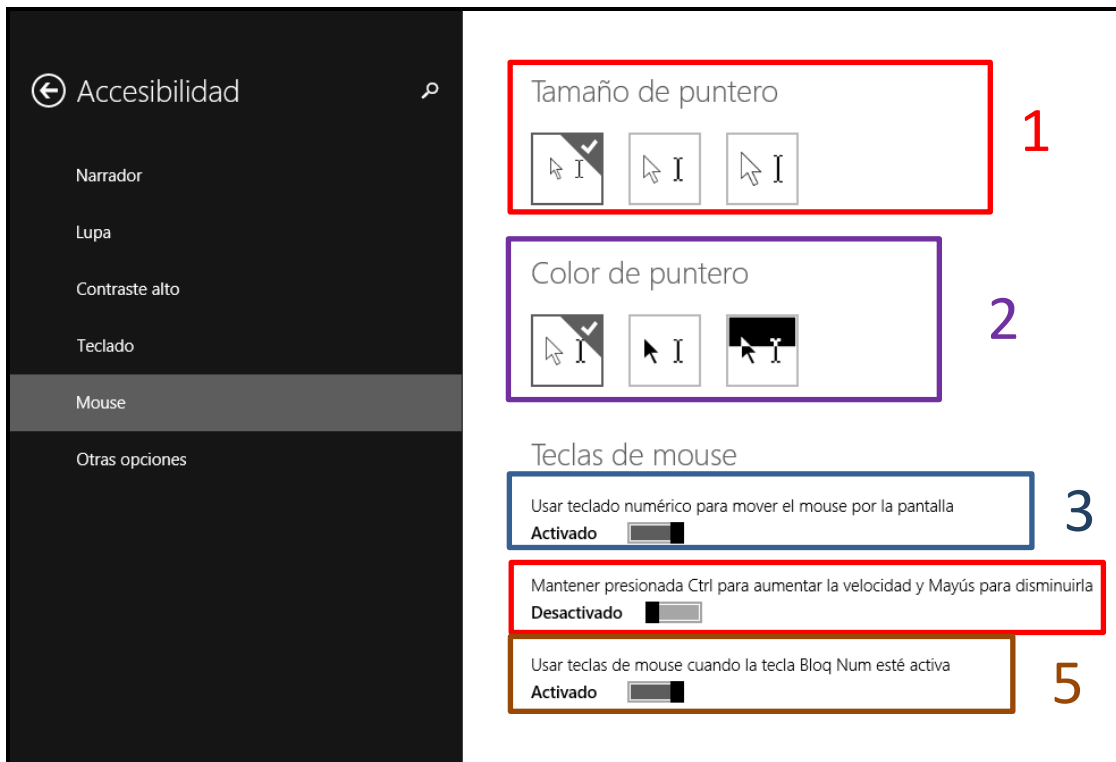 Accesibilidad
Narrador
Lupa
Contraste alto
Teclado
Mouse
Otras opciones
Tamaño de puntero
1
Color de puntero
2
Teclas de mouse
Usar teclado numérico para mover el mouse por la pantalla
Activado
3
Mantener presionada Ctrl para aumentar la velocidad y Mayús para disminuirla
Desactivado
Usar teclas de mouse cuando la tecla Bloq Num esté activa
Activado
5